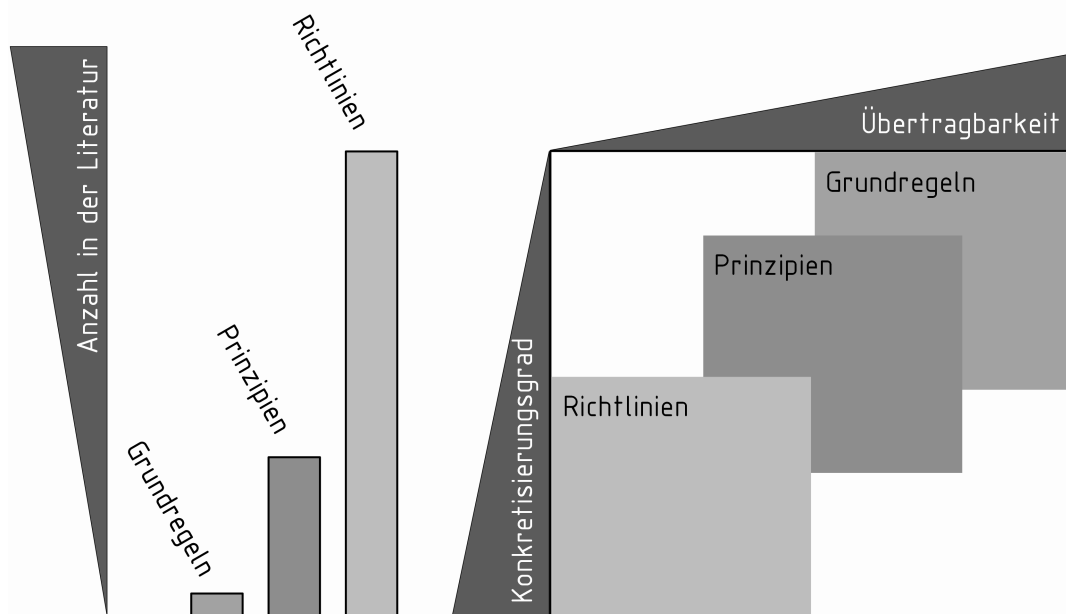 Anzahl in der Literatur
Grundregeln
Prinzipien
Richtlinien
Konkretisierungsgrad
Übertragbarkeit
Grundregeln
Prinzipien
Richtlinien